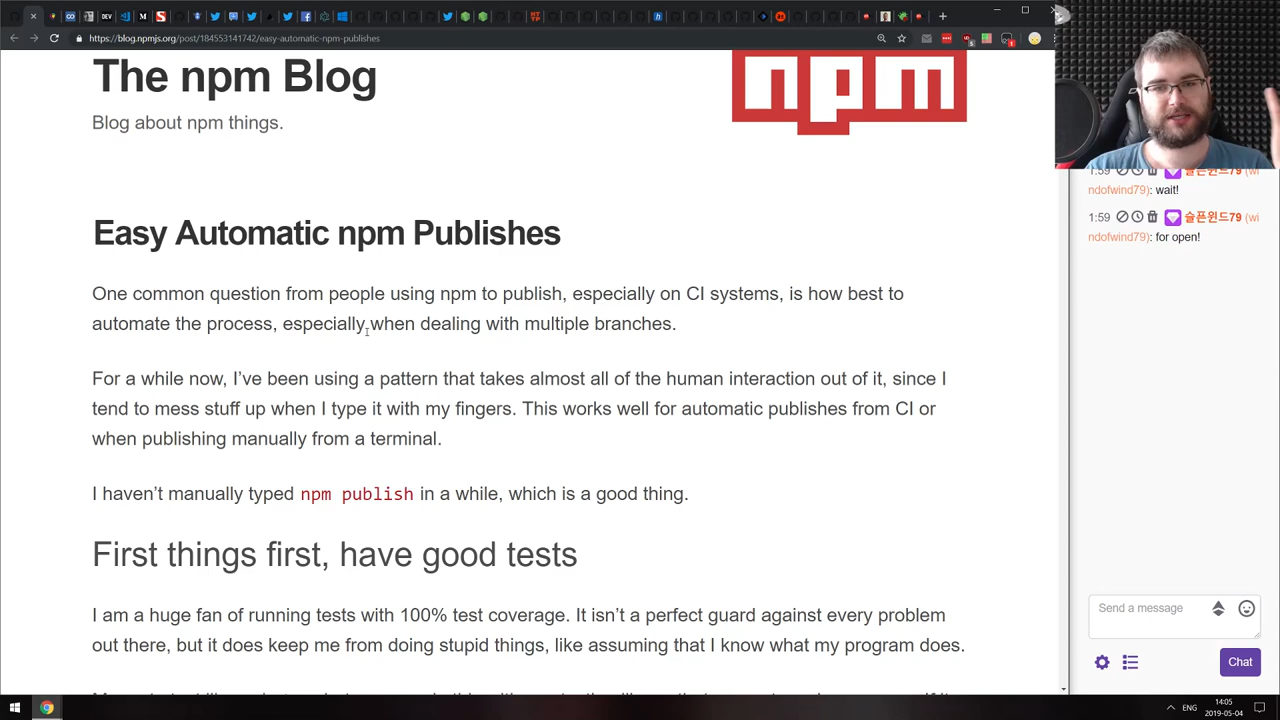 https://blog.npmjs.org/post/184553141742/easy-automatic-npm-publishes
The npm Blog
npm
Blog about npm things.
Easy Automatic npm Publishes
One common question from people using npm to publish, especially on CI systems, is how best to
automate the process, especially when dealing with multiple branches.
For a while now, I’ve been using a pattern that takes almost all of the human interaction out of it, since I
tend to mess stuff up when I type it with my fingers. This works well for automatic publishes from CI or
when publishing manually from a terminal.
I haven’t manually typed npm publish in a while, which is a good thing.
First things first, have good tests
I am a huge fan of running tests with 100% test coverage. It isn’t a perfect guard against every problem
out there, but it does keep me from doing stupid things, like assuming that I know what my program does.
1:59 슬픈윈드79 (wi
ndofwind79): wait!
1:59 슬픈윈드79 (wi
ndofwind79): for open!
Send a message
Chat
ENG
14:05
2019-05-04